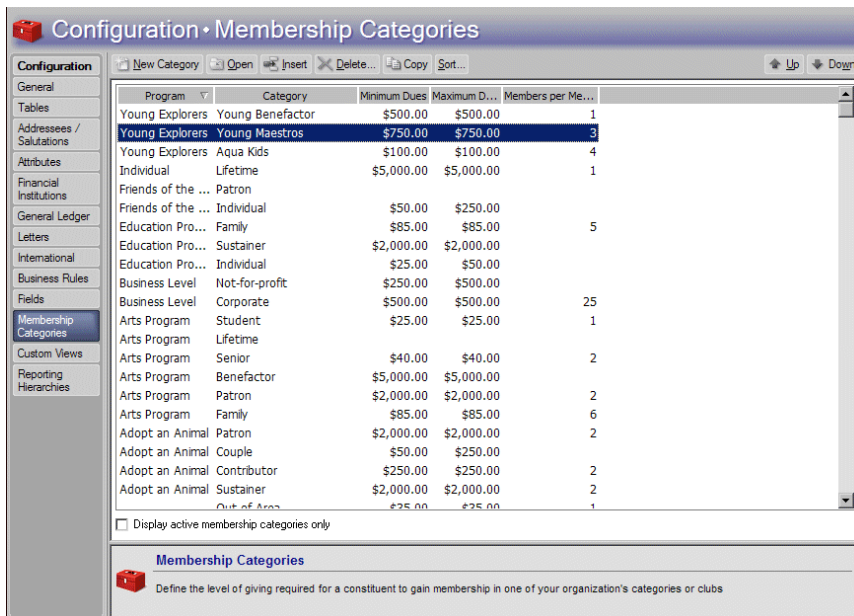 Configuration • Membership Categories
Configuration
General
Tables
Addressees /
Salutations
Attributes
Financial
Institutions
General Ledger
Letters
International
Business Rules
Fields
Membership
Categories
Custom Views
Reporting
Hierarchies
New Category Open Insert Delete... Copy Sort... Up Down
Program Category Minimum Dues Maximum D... Members per Me...
Young Explorers Young Benefactor $500.00 $500.00 1
Young Explorers Young Maestros $750.00 $750.00 3
Young Explorers Aqua Kids $100.00 $100.00 4
Individual Lifetime $5,000.00 $5,000.00 1
Friends of the ... Patron
Friends of the ... Individual $50.00 $250.00
Education Pro... Family $85.00 $85.00 5
Education Pro... Sustainer $2,000.00 $2,000.00
Education Pro... Individual $25.00 $50.00
Business Level Not-for-profit $250.00 $500.00
Business Level Corporate $500.00 $500.00 25
Arts Program Student $25.00 $25.00 1
Arts Program Lifetime
Arts Program Senior $40.00 $40.00 2
Arts Program Benefactor $5,000.00 $5,000.00
Arts Program Patron $2,000.00 $2,000.00 2
Arts Program Family $85.00 $85.00 6
Adopt an Animal Patron $2,000.00 $2,000.00 2
Adopt an Animal Couple $50.00 $250.00
Adopt an Animal Contributor $250.00 $250.00 2
Adopt an Animal Sustainer $2,000.00 $2,000.00 2
Out of Area $25.00 $25.00 1
Display active membership categories only
Membership Categories
Define the level of giving required for a constituent to gain membership in one of your organization's categories or clubs